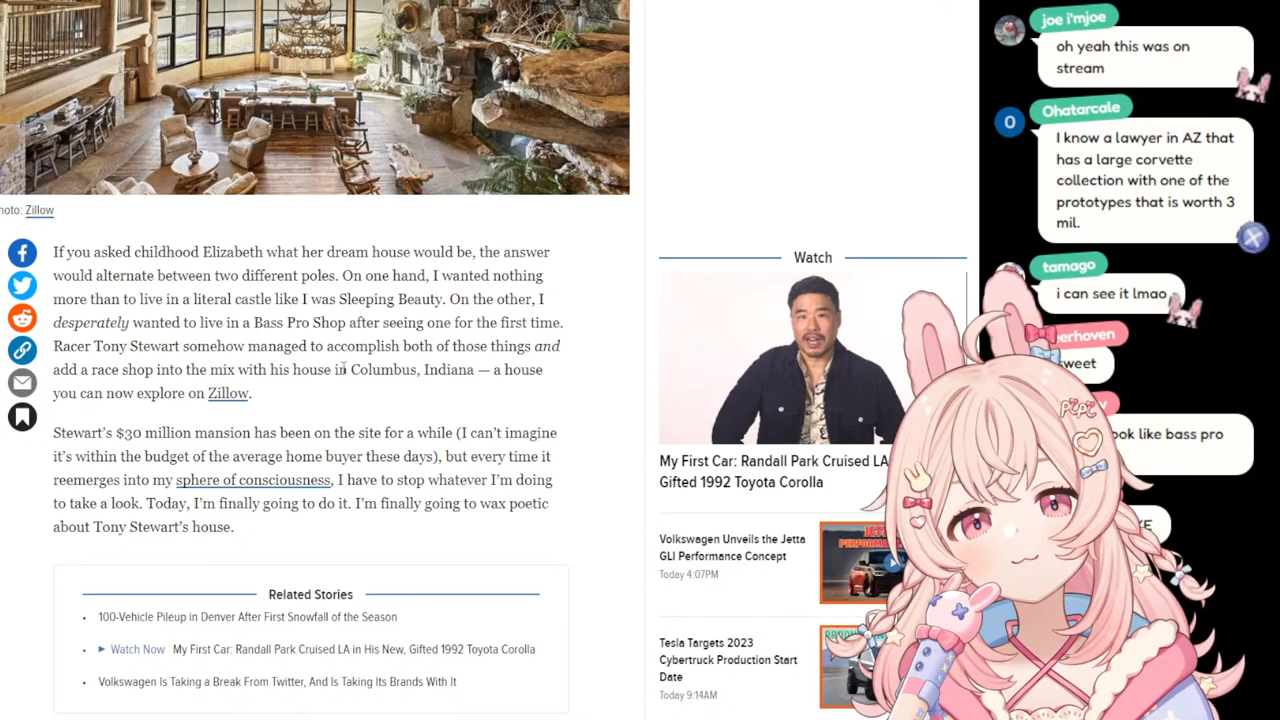 hoto: Zillow
If you asked childhood Elizabeth what her dream house would be, the answer
would alternate between two different poles. On one hand, I wanted nothing
more than to live in a literal castle like I was Sleeping Beauty. On the other, I
desperately wanted to live in a Bass Pro Shop after seeing one for the first time.
Racer Tony Stewart somehow managed to accomplish both of those things and
add a race shop into the mix with his house in Columbus, Indiana — a house
you can now explore on Zillow.
Stewart's $30 million mansion has been on the site for a while (I can't imagine
it's within the budget of the average home buyer these days), but every time it
reemerges into my sphere of consciousness, I have to stop whatever I'm doing
to take a look. Today, I'm finally going to do it. I'm finally going to wax poetic
about Tony Stewart's house.
Related Stories
100-Vehicle Pileup in Denver After First Snowfall of the Season
Watch Now My First Car: Randall Park Cruised LA in His New, Gifted 1992 Toyota Corolla
Volkswagen Is Taking a Break From Twitter, And Is Taking Its Brands With It
Watch
My First Car: Randall Park Cruised LA
Gifted 1992 Toyota Corolla
Volkswagen Unveils the Jetta
GLI Performance Concept
Today 4:07PM
Tesla Targets 2023
Cybertruck Production Start
Date
Today 9:14AM
joe i'mjoe
oh yeah this was on
stream
O
Ohatarcale
I know a lawyer in AZ that
has a large corvette
collection with one of the
prototypes that is worth 3
mil.
tamago
i can see it lmao
eerhoven
sweet
ook like bass pro
pipi